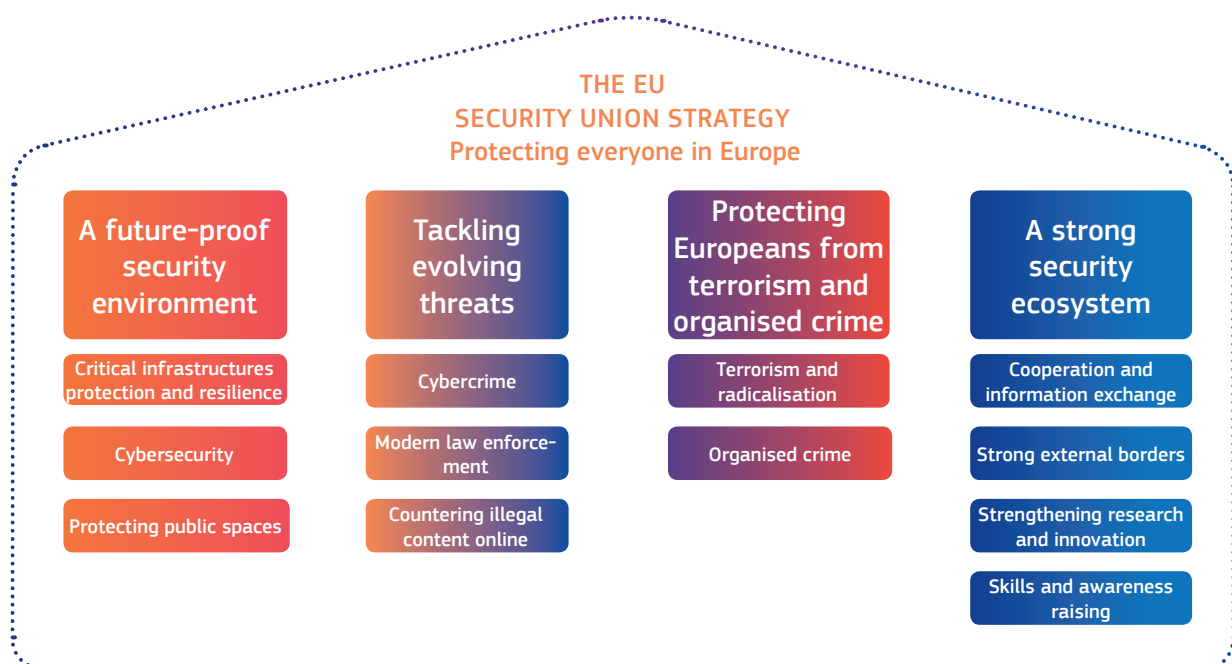 THE EU
SECURITY UNION STRATEGY
Protecting everyone in Europe
A future-proof
security
environment
Critical infrastructures
protection and resilience
Cybersecurity
Protecting public spaces
Tackling
evolving
threats
Cybercrime
Modern law enforce-
ment
Countering illegal
content online
Protecting
Europeans from
terrorism and
organised crime
Terrorism and
radicalisation
Organised crime
A strong
security
ecosystem
Cooperation and
information exchange
Strong external borders
Strengthening research
and innovation
Skills and awareness
raising